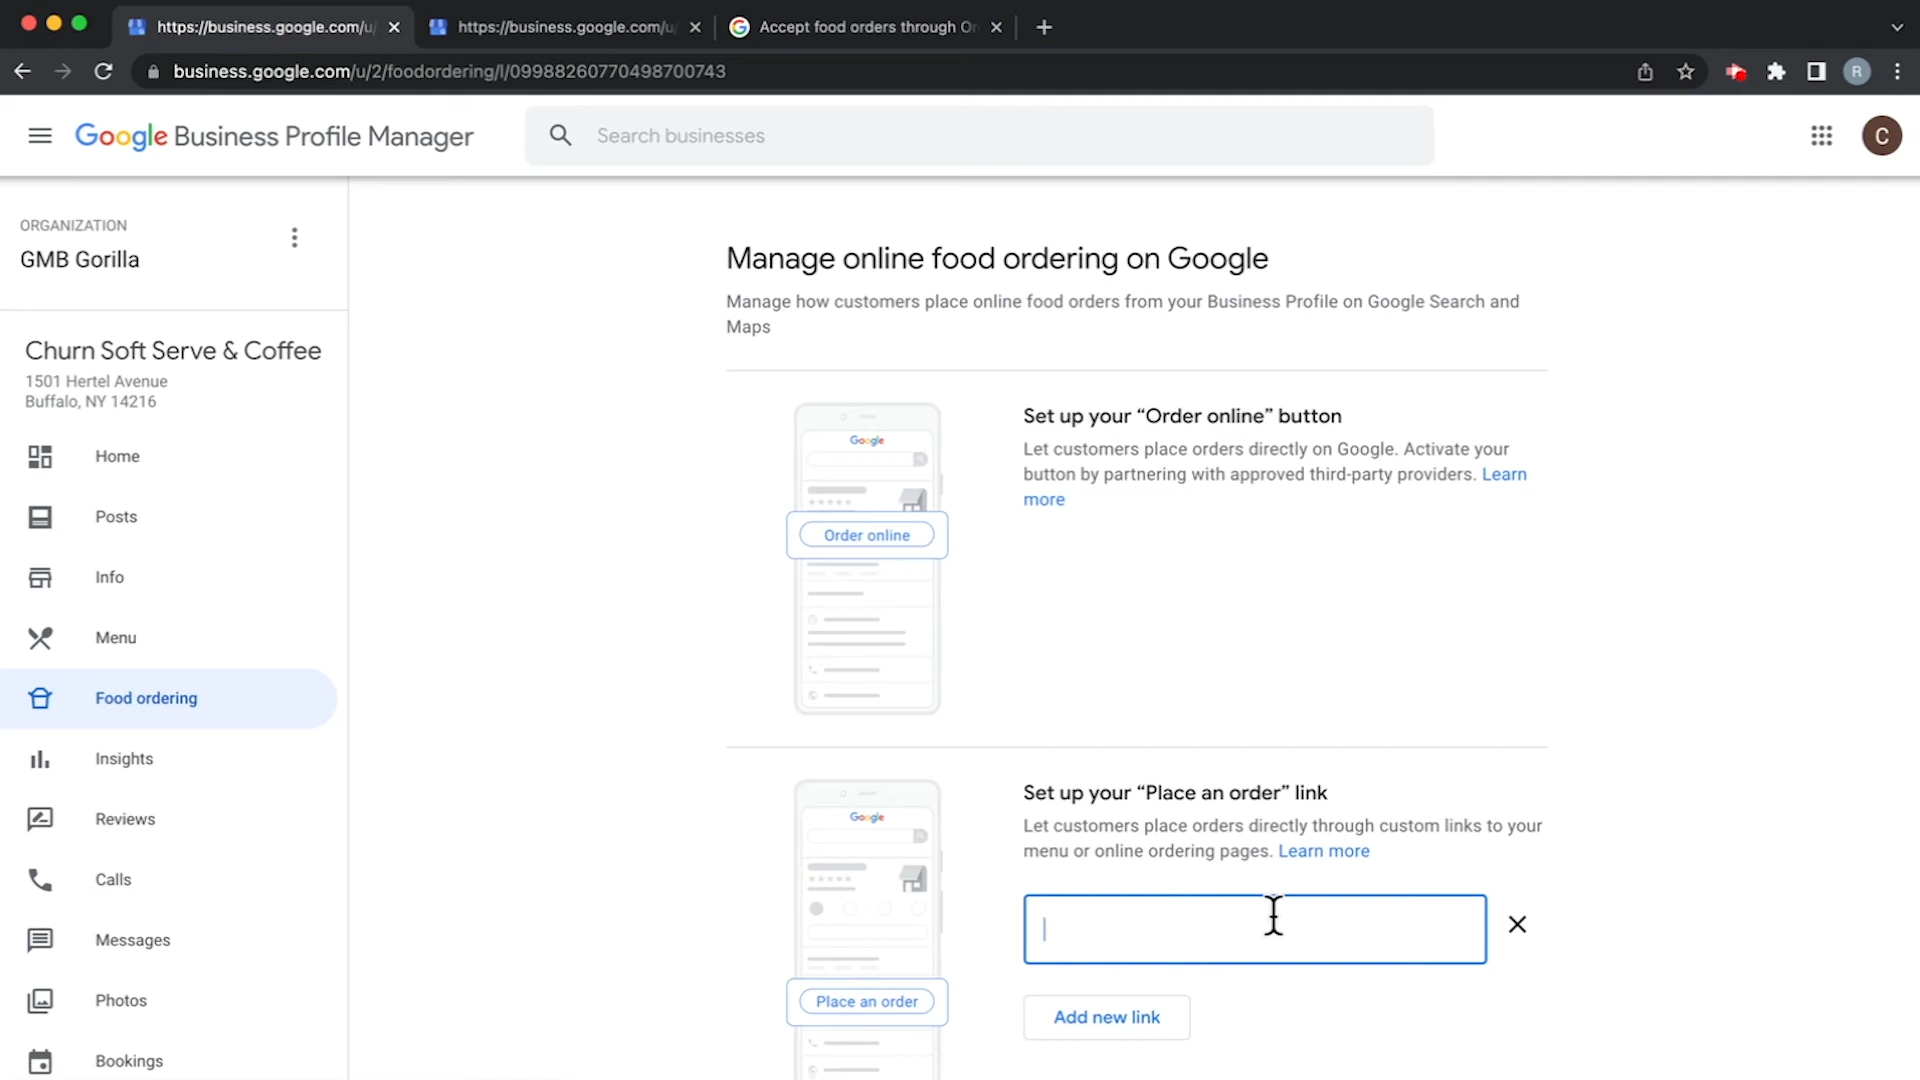 https://business.google.com/u/
https://business.google.com/u/
Accept food orders through Or
business.google.com/u/2/foodordering/l/09988260770498700743
R
Google Business Profile Manager
Search businesses
C
ORGANIZATION
GMB Gorilla
Churn Soft Serve & Coffee
1501 Hertel Avenue
Buffalo, NY 14216
Home
Posts
Info
Menu
Food ordering
Insights
Reviews
Calls
Messages
Photos
Bookings
Manage online food ordering on Google
Manage how customers place online food orders from your Business Profile on Google Search and
Maps
Google
Order online
Set up your “Order online” button
Let customers place orders directly on Google. Activate your
button by partnering with approved third-party providers. Learn
more
Google
Place an order
Set up your “Place an order” link
Let customers place orders directly through custom links to your
menu or online ordering pages. Learn more
Add new link